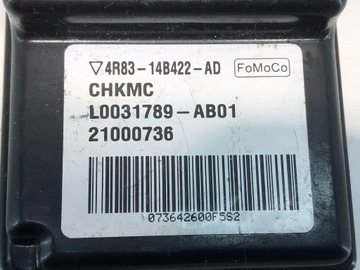 ▽4R83-14B422-AD FoMoCo
CHKMC
L0031789-AB01
21000736
073642600F5S2